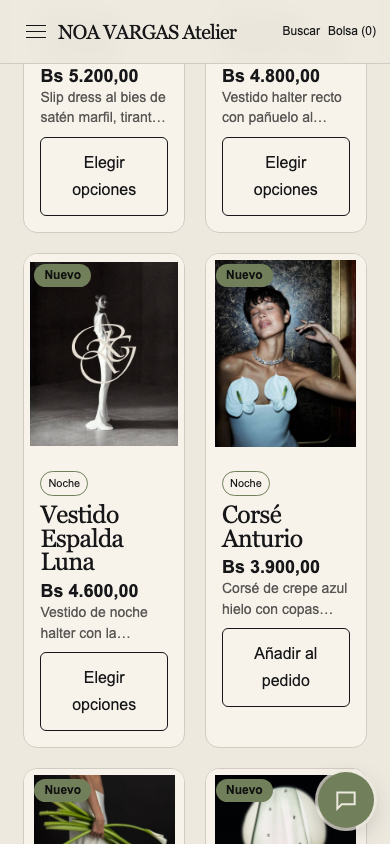 NOA VARGAS Atelier
Buscar Bolsa (0)
Bs 5.200,00
Slip dress al bies de
satén marfil, tirant…
Elegir
opciones
Bs 4.800,00
Vestido halter recto
con pañuelo al…
Elegir
opciones
Nuevo
Noche
Vestido
Espalda
Luna
Bs 4.600,00
Vestido de noche
halter con la…
Elegir
opciones
Nuevo
Noche
Corsé
Anturio
Bs 3.900,00
Corsé de crepe azul
hielo con copas…
Añadir al
pedido
Nuevo
Nuevo